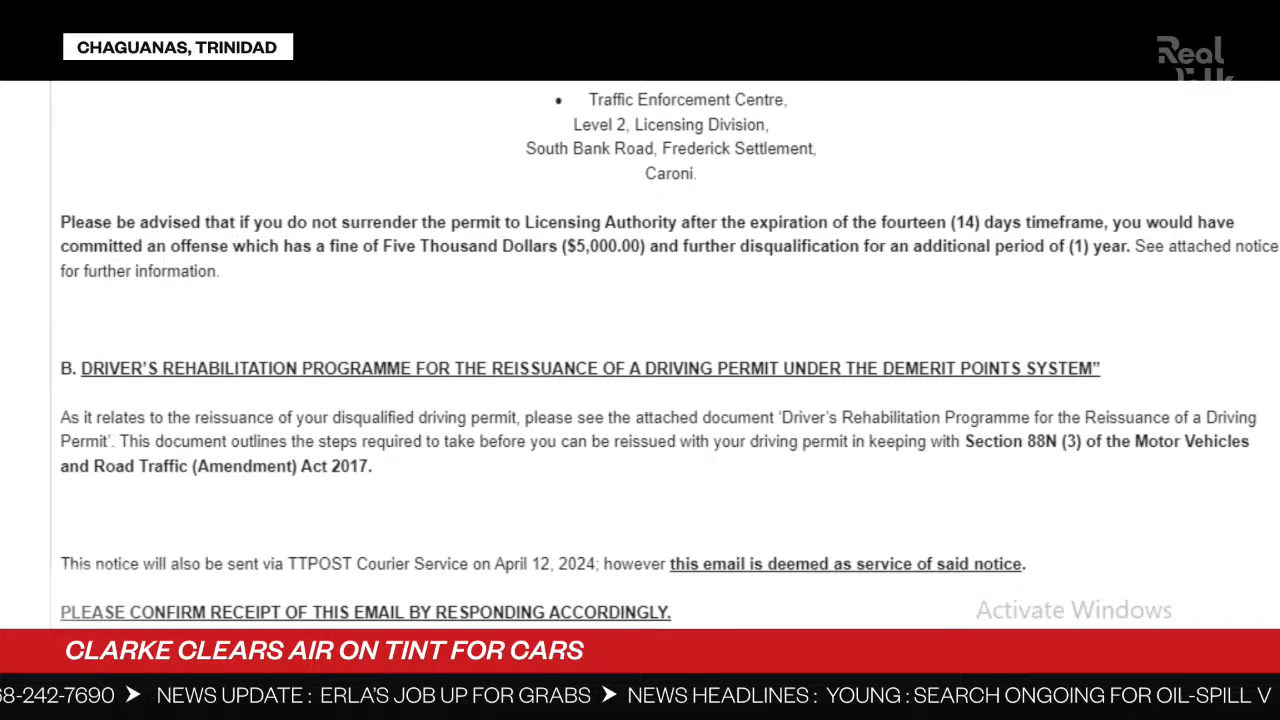 CHAGUANAS, TRINIDAD
Real
Talk
• Traffic Enforcement Centre,
Level 2, Licensing Division,
South Bank Road, Frederick Settlement,
Caroni.
Please be advised that if you do not surrender the permit to Licensing Authority after the expiration of the fourteen (14) days timeframe, you would have
committed an offense which has a fine of Five Thousand Dollars ($5,000.00) and further disqualification for an additional period of (1) year. See attached notice
for further information.
B. DRIVER'S REHABILITATION PROGRAMME FOR THE REISSUANCE OF A DRIVING PERMIT UNDER THE DEMERIT POINTS SYSTEM"
As it relates to the reissuance of your disqualified driving permit, please see the attached document 'Driver's Rehabilitation Programme for the Reissuance of a Driving
Permit'. This document outlines the steps required to take before you can be reissued with your driving permit in keeping with Section 88N (3) of the Motor Vehicles
and Road Traffic (Amendment) Act 2017.
This notice will also be sent via TTPOST Courier Service on April 12, 2024; however this email is deemed as service of said notice.
PLEASE CONFIRM RECEIPT OF THIS EMAIL BY RESPONDING ACCORDINGLY.
Activate Windows
CLARKE CLEARS AIR ON TINT FOR CARS
68-242-7690 ➤ NEWS UPDATE : ERLA'S JOB UP FOR GRABS ➤ NEWS HEADLINES : YOUNG : SEARCH ONGOING FOR OIL-SPILL V